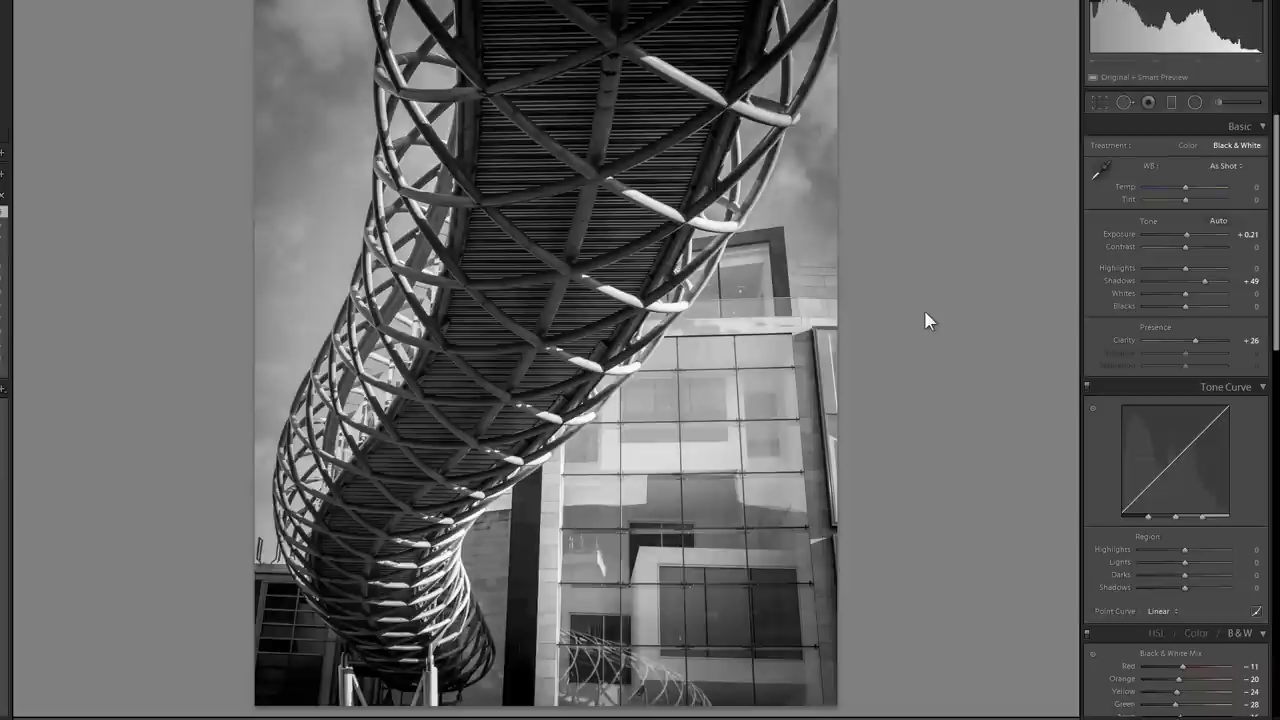 Original + Smart Preview
Basic
Treatment : Color Black & White
WB : As Shot
Temp 0
Tint 0
Tone Auto
Exposure + 0.21
Contrast 0
Highlights 0
Shadows + 49
Whites 0
Blacks 0
Presence
Clarity + 26
Tone Curve
Region
Highlights 0
Lights 0
Darks 0
Shadows 0
Point Curve : Linear
HSL / Color / B & W
Black & White Mix
Red − 11
Orange − 20
Yellow − 24
Green − 28